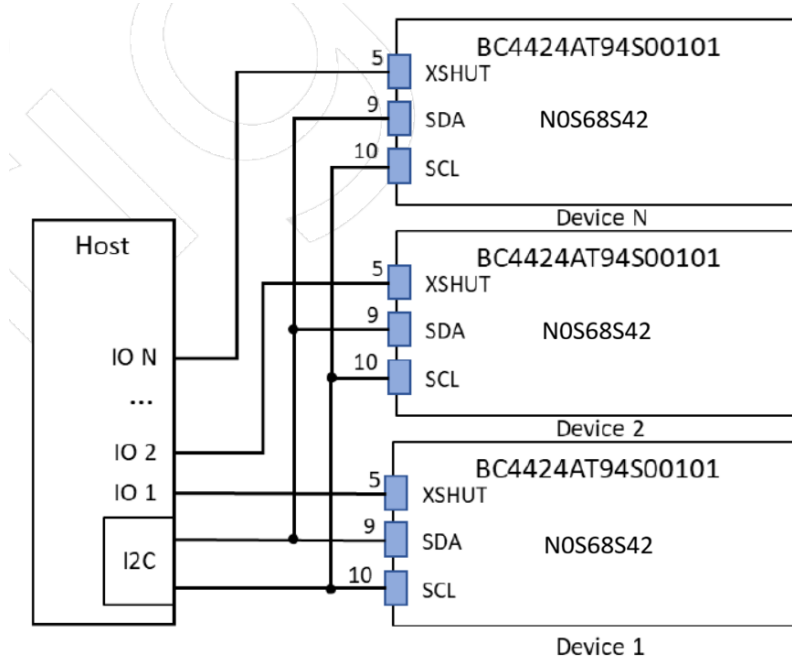 BC4424AT94S00101
5
XSHUT
9
SDA
N0S68S42
10
SCL
Device N
Host
BC4424AT94S00101
5
XSHUT
9
SDA
N0S68S42
10
SCL
Device 2
IO N
...
IO 2
IO 1
I2C
BC4424AT94S00101
5
XSHUT
9
SDA
N0S68S42
10
SCL
Device 1